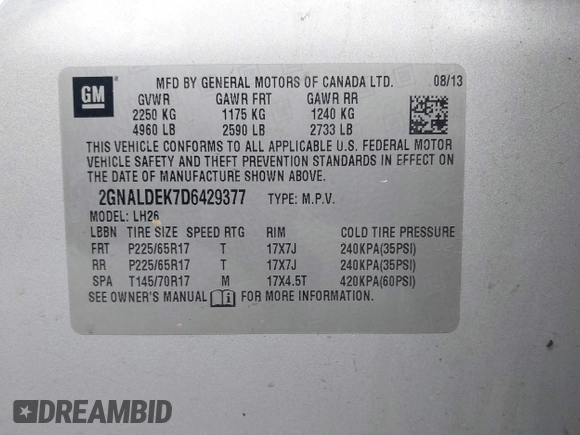 GM
MFD BY GENERAL MOTORS OF CANADA LTD. 08/13
GVWR GAWR FRT GAWR RR
2250 KG 1175 KG 1240 KG
4960 LB 2590 LB 2733 LB
THIS VEHICLE CONFORMS TO ALL APPLICABLE U.S. FEDERAL MOTOR
VEHICLE SAFETY AND THEFT PREVENTION STANDARDS IN EFFECT ON
THE DATE OF MANUFACTURE SHOWN ABOVE.
2GNALDEK7D6429377 TYPE: M.P.V.
MODEL: LH26
LBBN TIRE SIZE SPEED RTG RIM COLD TIRE PRESSURE
FRT P225/65R17 T 17X7J 240KPA(35PSI)
RR P225/65R17 T 17X7J 240KPA(35PSI)
SPA T145/70R17 M 17X4.5T 420KPA(60PSI)
SEE OWNER'S MANUAL FOR MORE INFORMATION.
DREAMBID